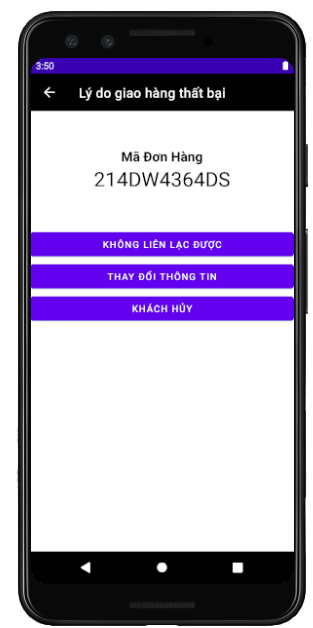 3:50
Lý do giao hàng thất bại
Mã Đơn Hàng
214DW4364DS
KHÔNG LIÊN LẠC ĐƯỢC
THAY ĐỔI THÔNG TIN
KHÁCH HỦY